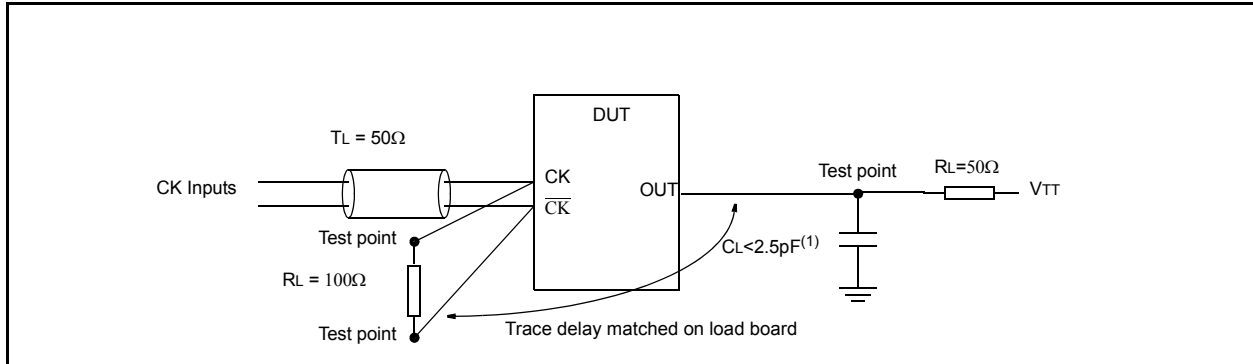 DUT
TL = 50Ω
CK Inputs
CK
CK
OUT
Test point
RL=50Ω
VTT
CL<2.5pF(1)
Test point
RL = 100Ω
Test point
Trace delay matched on load board